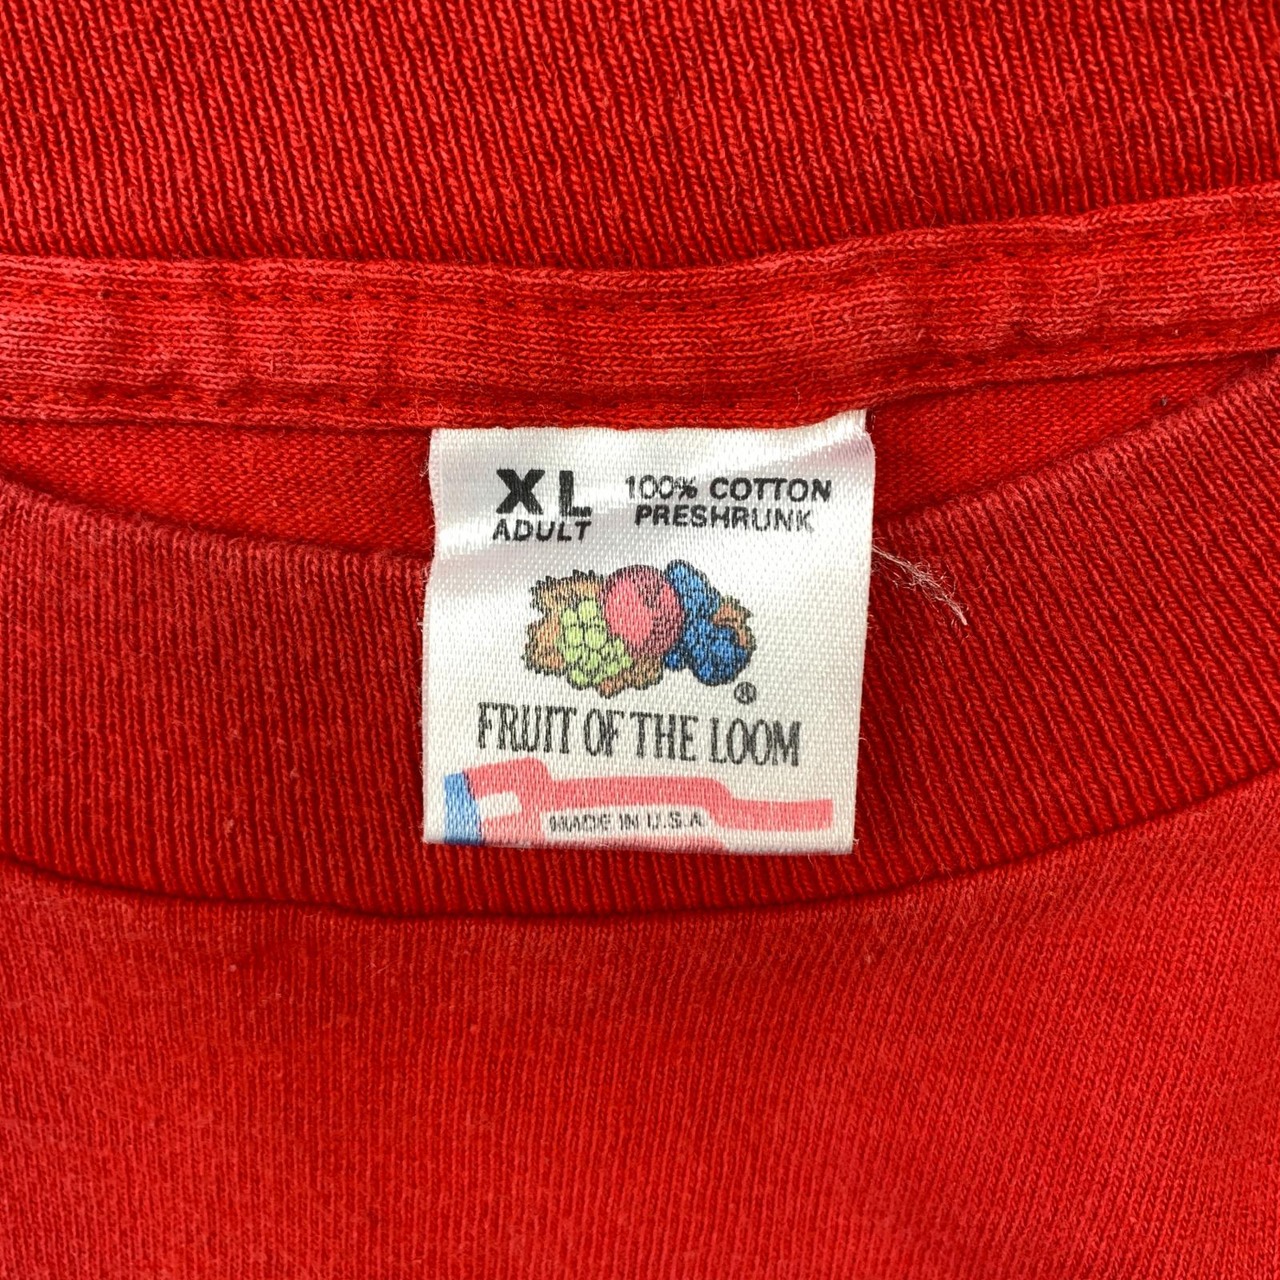 XL 100% COTTON
ADULT PRESHRUNK
®
FRUIT OF THE LOOM
MADE IN U.S.A